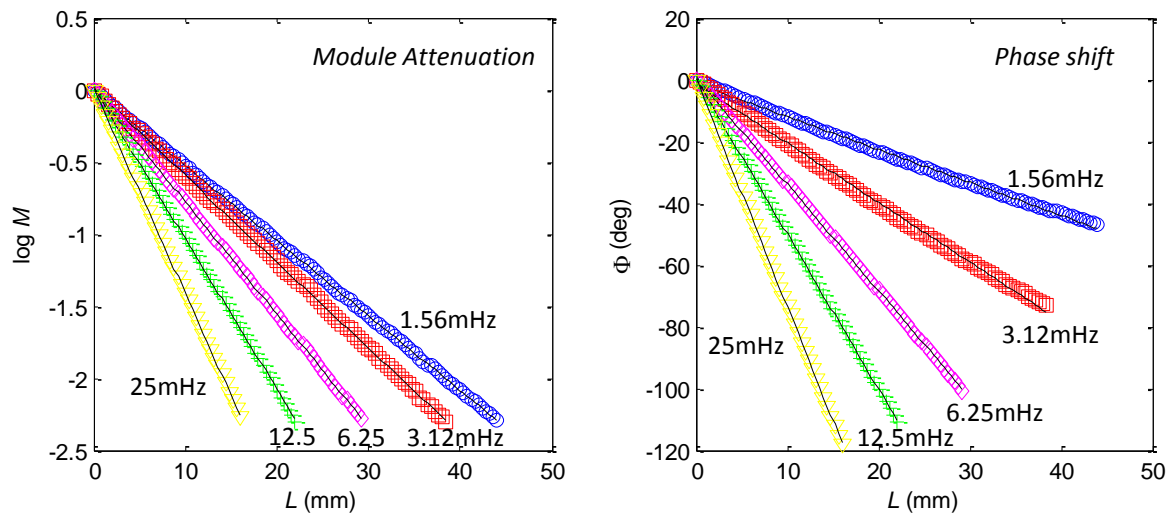 Module Attenuation
0.5
0
-0.5
-1
-1.5
-2
-2.5
log M
1.56mHz
25mHz
12.5
6.25
3.12mHz
0 10 20 30 40 50
L (mm)
Phase shift
20
0
-20
-40
-60
-80
-100
-120
Φ (deg)
1.56mHz
3.12mHz
25mHz
6.25mHz
12.5mHz
0 10 20 30 40 50
L (mm)